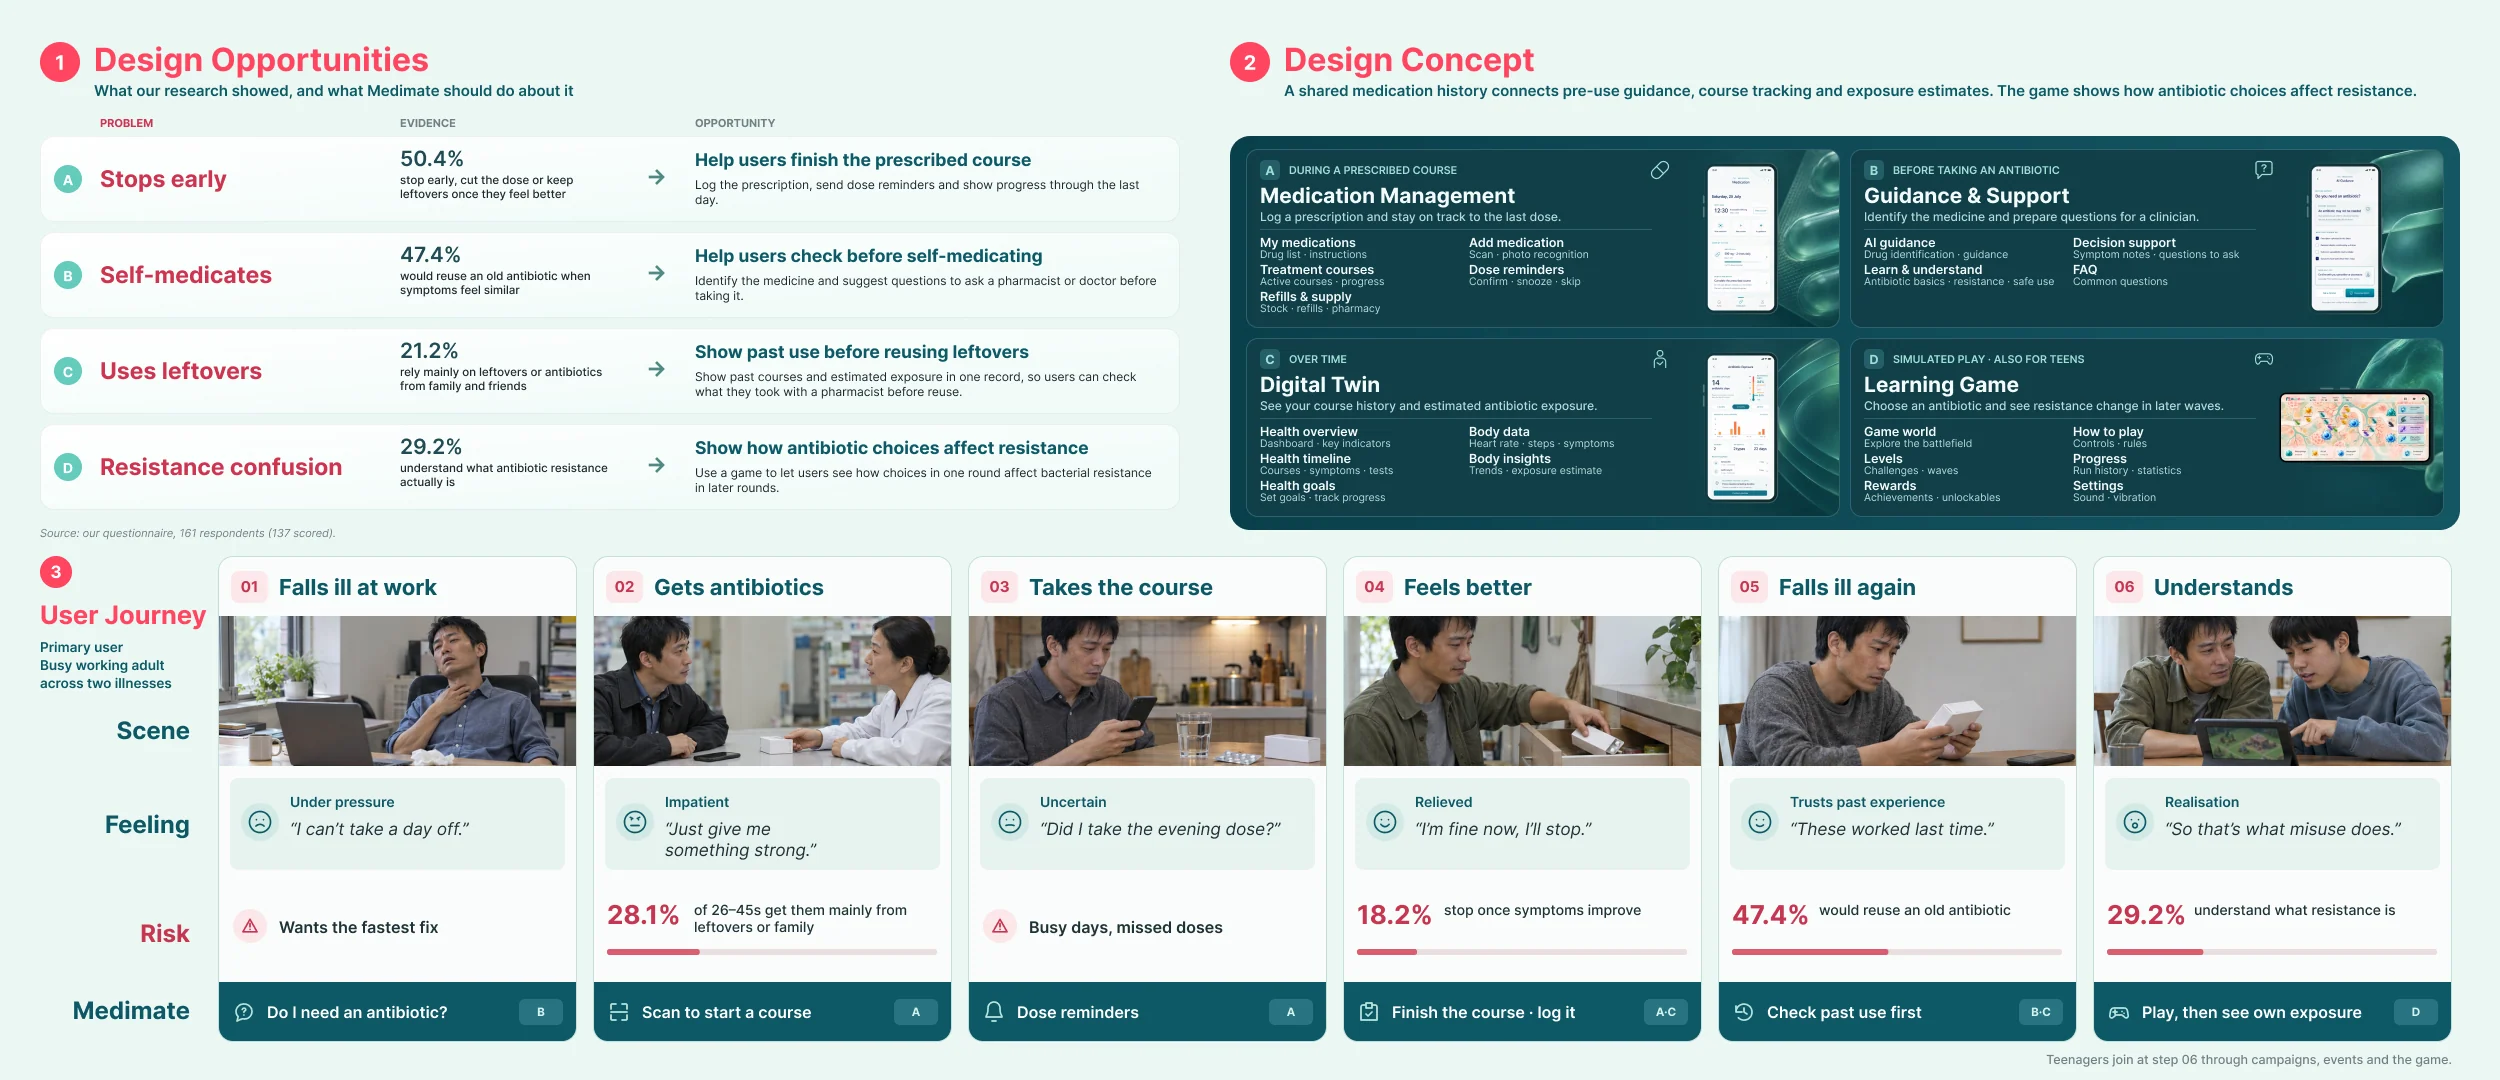 1
Design Opportunities
What our research showed, and what Medimate should do about it
PROBLEM
EVIDENCE
OPPORTUNITY
A
Stops early
50.4%
stop early, cut the dose or keep
leftovers once they feel better
Help users finish the prescribed course
Log the prescription, send dose reminders and show progress through the last
day.
B
Self-medicates
47.4%
would reuse an old antibiotic when
symptoms feel similar
Help users check before self-medicating
Identify the medicine and suggest questions to ask a pharmacist or doctor before
taking it.
C
Uses leftovers
21.2%
rely mainly on leftovers or antibiotics
from family and friends
Show past use before reusing leftovers
Show past courses and estimated exposure in one record, so users can check
what they took with a pharmacist before reuse.
D
Resistance confusion
29.2%
understand what antibiotic resistance
actually is
Show how antibiotic choices affect resistance
Use a game to let users see how choices in one round affect bacterial resistance
in later rounds.
Source: our questionnaire, 161 respondents (137 scored).
2
Design Concept
A shared medication history connects pre-use guidance, course tracking and exposure estimates. The game shows how antibiotic choices affect resistance.
A
DURING A PRESCRIBED COURSE
Medication Management
Log a prescription and stay on track to the last dose.
My medications
Drug list · instructions
Add medication
Scan · photo recognition
Treatment courses
Active courses · progress
Dose reminders
Confirm · snooze · skip
Refills & supply
Stock · refills · pharmacy
Medication
Saturday, 20 July
12:30
B
BEFORE TAKING AN ANTIBIOTIC
Guidance & Support
Identify the medicine and prepare questions for a clinician.
AI guidance
Drug identification · guidance
Decision support
Symptom notes · questions to ask
Learn & understand
Antibiotic basics · resistance · safe use
FAQ
Common questions
AI Guidance
Do you need an antibiotic?
C
OVER TIME
Digital Twin
See your course history and estimated antibiotic exposure.
Health overview
Dashboard · key indicators
Body data
Heart rate · steps · symptoms
Health timeline
Courses · symptoms · tests
Body insights
Trends · exposure estimate
Health goals
Set goals · track progress
14
D
SIMULATED PLAY · ALSO FOR TEENS
Learning Game
Choose an antibiotic and see resistance change in later waves.
Game world
Explore the battlefield
How to play
Controls · rules
Levels
Challenges · waves
Progress
Run history · statistics
Rewards
Achievements · unlockables
Settings
Sound · vibration
3
User Journey
Primary user
Busy working adult
across two illnesses
Scene
Feeling
Risk
Medimate
01
Falls ill at work
Under pressure
“I can’t take a day off.”
Wants the fastest fix
Do I need an antibiotic?
B
02
Gets antibiotics
Impatient
“Just give me
something strong.”
28.1%
of 26–45s get them mainly from
leftovers or family
Scan to start a course
A
03
Takes the course
Uncertain
“Did I take the evening dose?”
Busy days, missed doses
Dose reminders
A
04
Feels better
Relieved
“I’m fine now, I’ll stop.”
18.2%
stop once symptoms improve
Finish the course · log it
A·C
05
Falls ill again
Trusts past experience
“These worked last time.”
47.4%
would reuse an old antibiotic
Check past use first
B·C
06
Understands
Realisation
“So that’s what misuse does.”
29.2%
understand what resistance is
Play, then see own exposure
D
Teenagers join at step 06 through campaigns, events and the game.